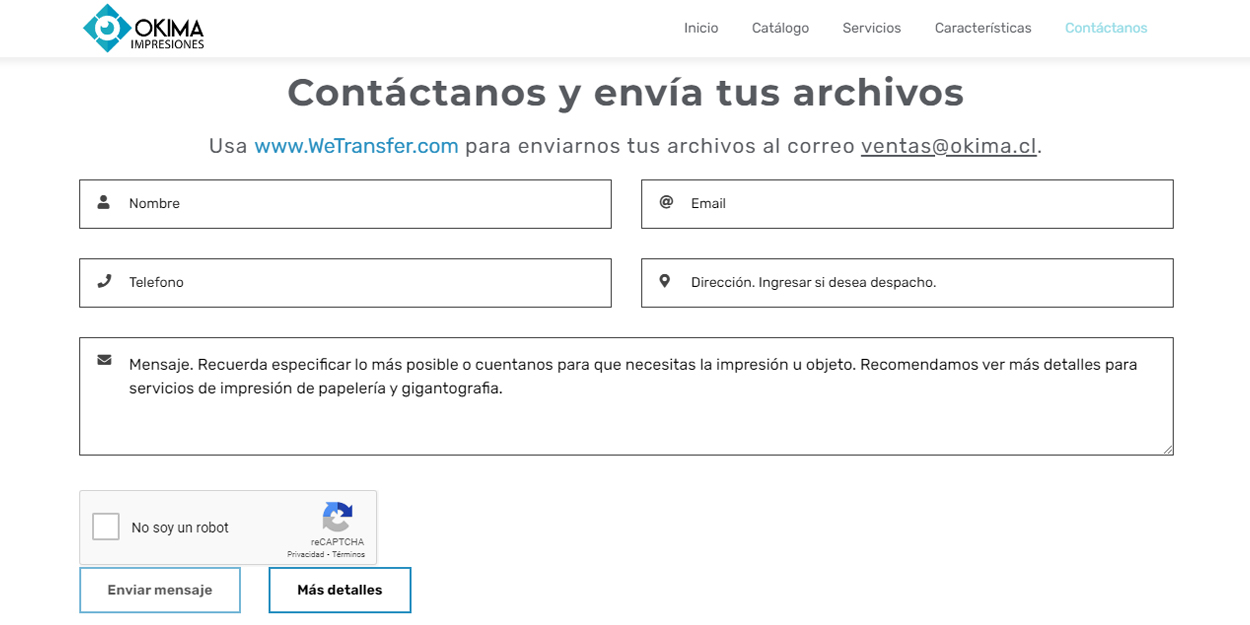 OKIMA
IMPRESIONES
Inicio Catálogo Servicios Características Contáctanos
Contáctanos y envía tus archivos
Usa www.WeTransfer.com para enviarnos tus archivos al correo ventas@okima.cl.
Nombre
Email
Telefono
Dirección. Ingresar si desea despacho.
Mensaje. Recuerda especificar lo más posible o cuentanos para que necesitas la impresión u objeto. Recomendamos ver más detalles para
servicios de impresión de papelería y gigantografia.
No soy un robot
reCAPTCHA
Privacidad - Términos
Enviar mensaje
Más detalles